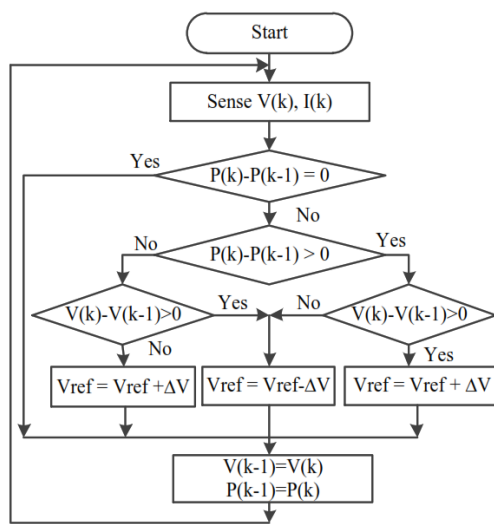 Start
Sense V(k), I(k)
Yes
P(k)-P(k-1) = 0
No
No
P(k)-P(k-1) > 0
Yes
V(k)-V(k-1)>0
Yes
No
V(k)-V(k-1)>0
No
Yes
Vref = Vref +ΔV
Vref = Vref-ΔV
Vref = Vref + ΔV
V(k-1)=V(k)
P(k-1)=P(k)